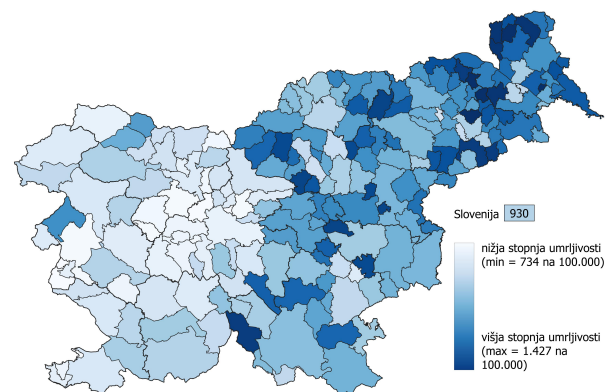 Slovenija 930
nižja stopnja umrljivosti
(min = 734 na 100.000)
višja stopnja umrljivosti
(max = 1.427 na
100.000)